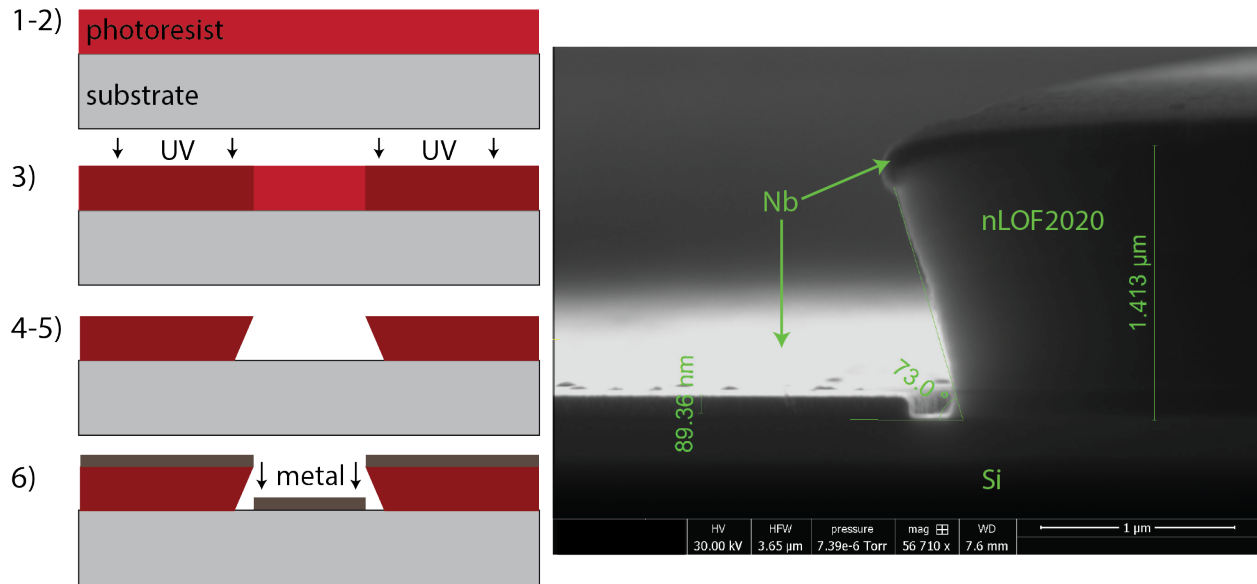 1-2)
photoresist
substrate
UV UV
3)
4-5)
6)
metal
Nb
nLOF2020
1.413 μm
73.0 °
89.36 nm
Si
HV HFW pressure mag WD
30.00 kV 3.65 μm 7.39e-6 Torr 56 710 x 7.6 mm
1 μm